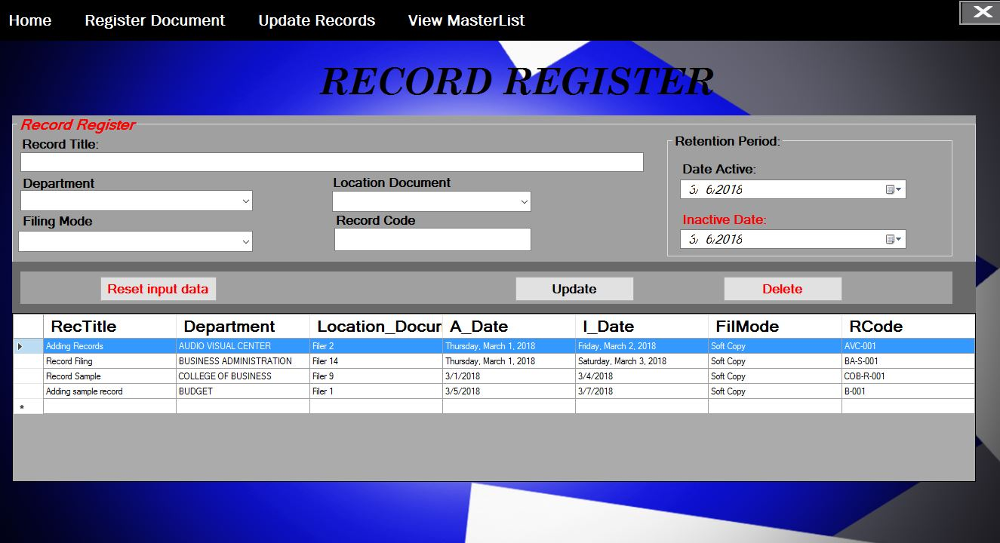 Home Register Document Update Records View MasterList
RECORD REGISTER
Record Register
Record Title:
Retention Period:
Date Active:
Department Location Document
3/ 6/2018
Filing Mode Record Code
Inactive Date:
3/ 6/2018
Reset input data Update Delete
RecTitle Department Location_Docur A_Date I_Date FilMode RCode
Adding Records AUDIO VISUAL CENTER Filer 2 Thursday, March 1, 2018 Friday, March 2, 2018 Soft Copy AVC-001
Record Filing BUSINESS ADMINISTRATION Filer 14 Thursday, March 1, 2018 Saturday, March 3, 2018 Soft Copy BA-S-001
Record Sample COLLEGE OF BUSINESS Filer 9 3/1/2018 3/4/2018 Soft Copy COB-R-001
Adding sample record BUDGET Filer 1 3/5/2018 3/7/2018 Soft Copy B-001